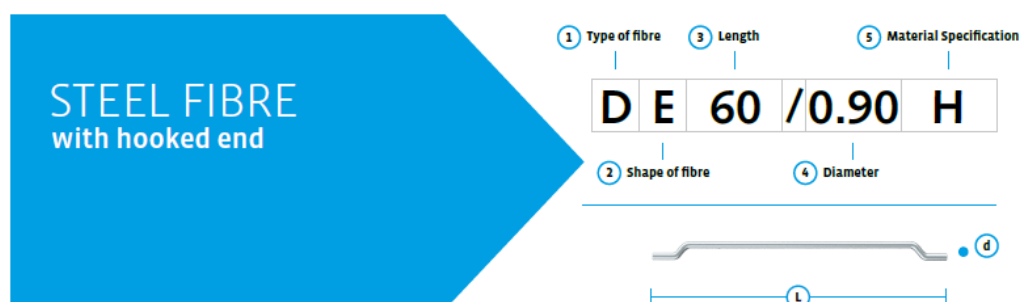 STEEL FIBRE
with hooked end
1 Type of fibre 3 Length 5 Material Specification
D E 60 /0.90 H
2 Shape of fibre 4 Diameter
d
L